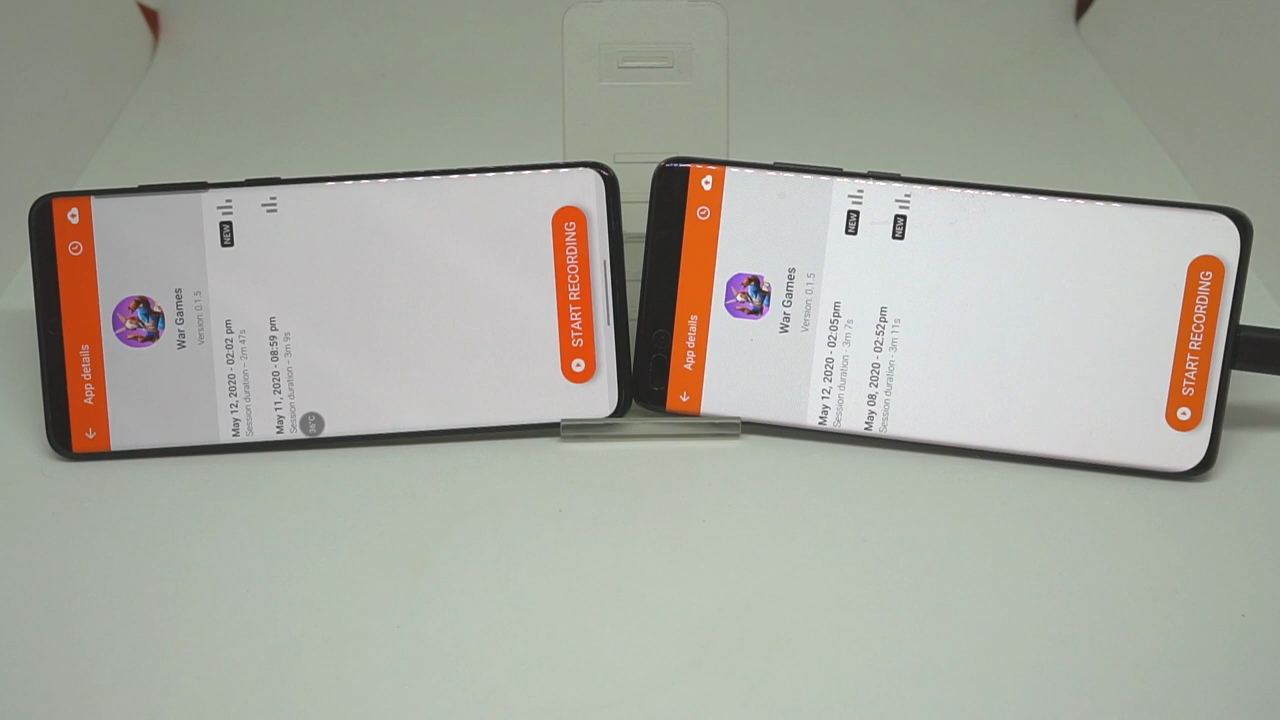 App details
War Games
Version: 0.1.5
May 12, 2020 - 02:02 pm
Session duration – 2m 47s
NEW
May 11, 2020 - 08:59 pm
Session duration – 3m 9s
36°C
START RECORDING
App details
War Games
Version: 0.1.5
May 12, 2020 - 02:05pm
Session duration - 3m 7s
NEW
May 08, 2020 - 02:52pm
Session duration - 3m 11s
NEW
START RECORDING